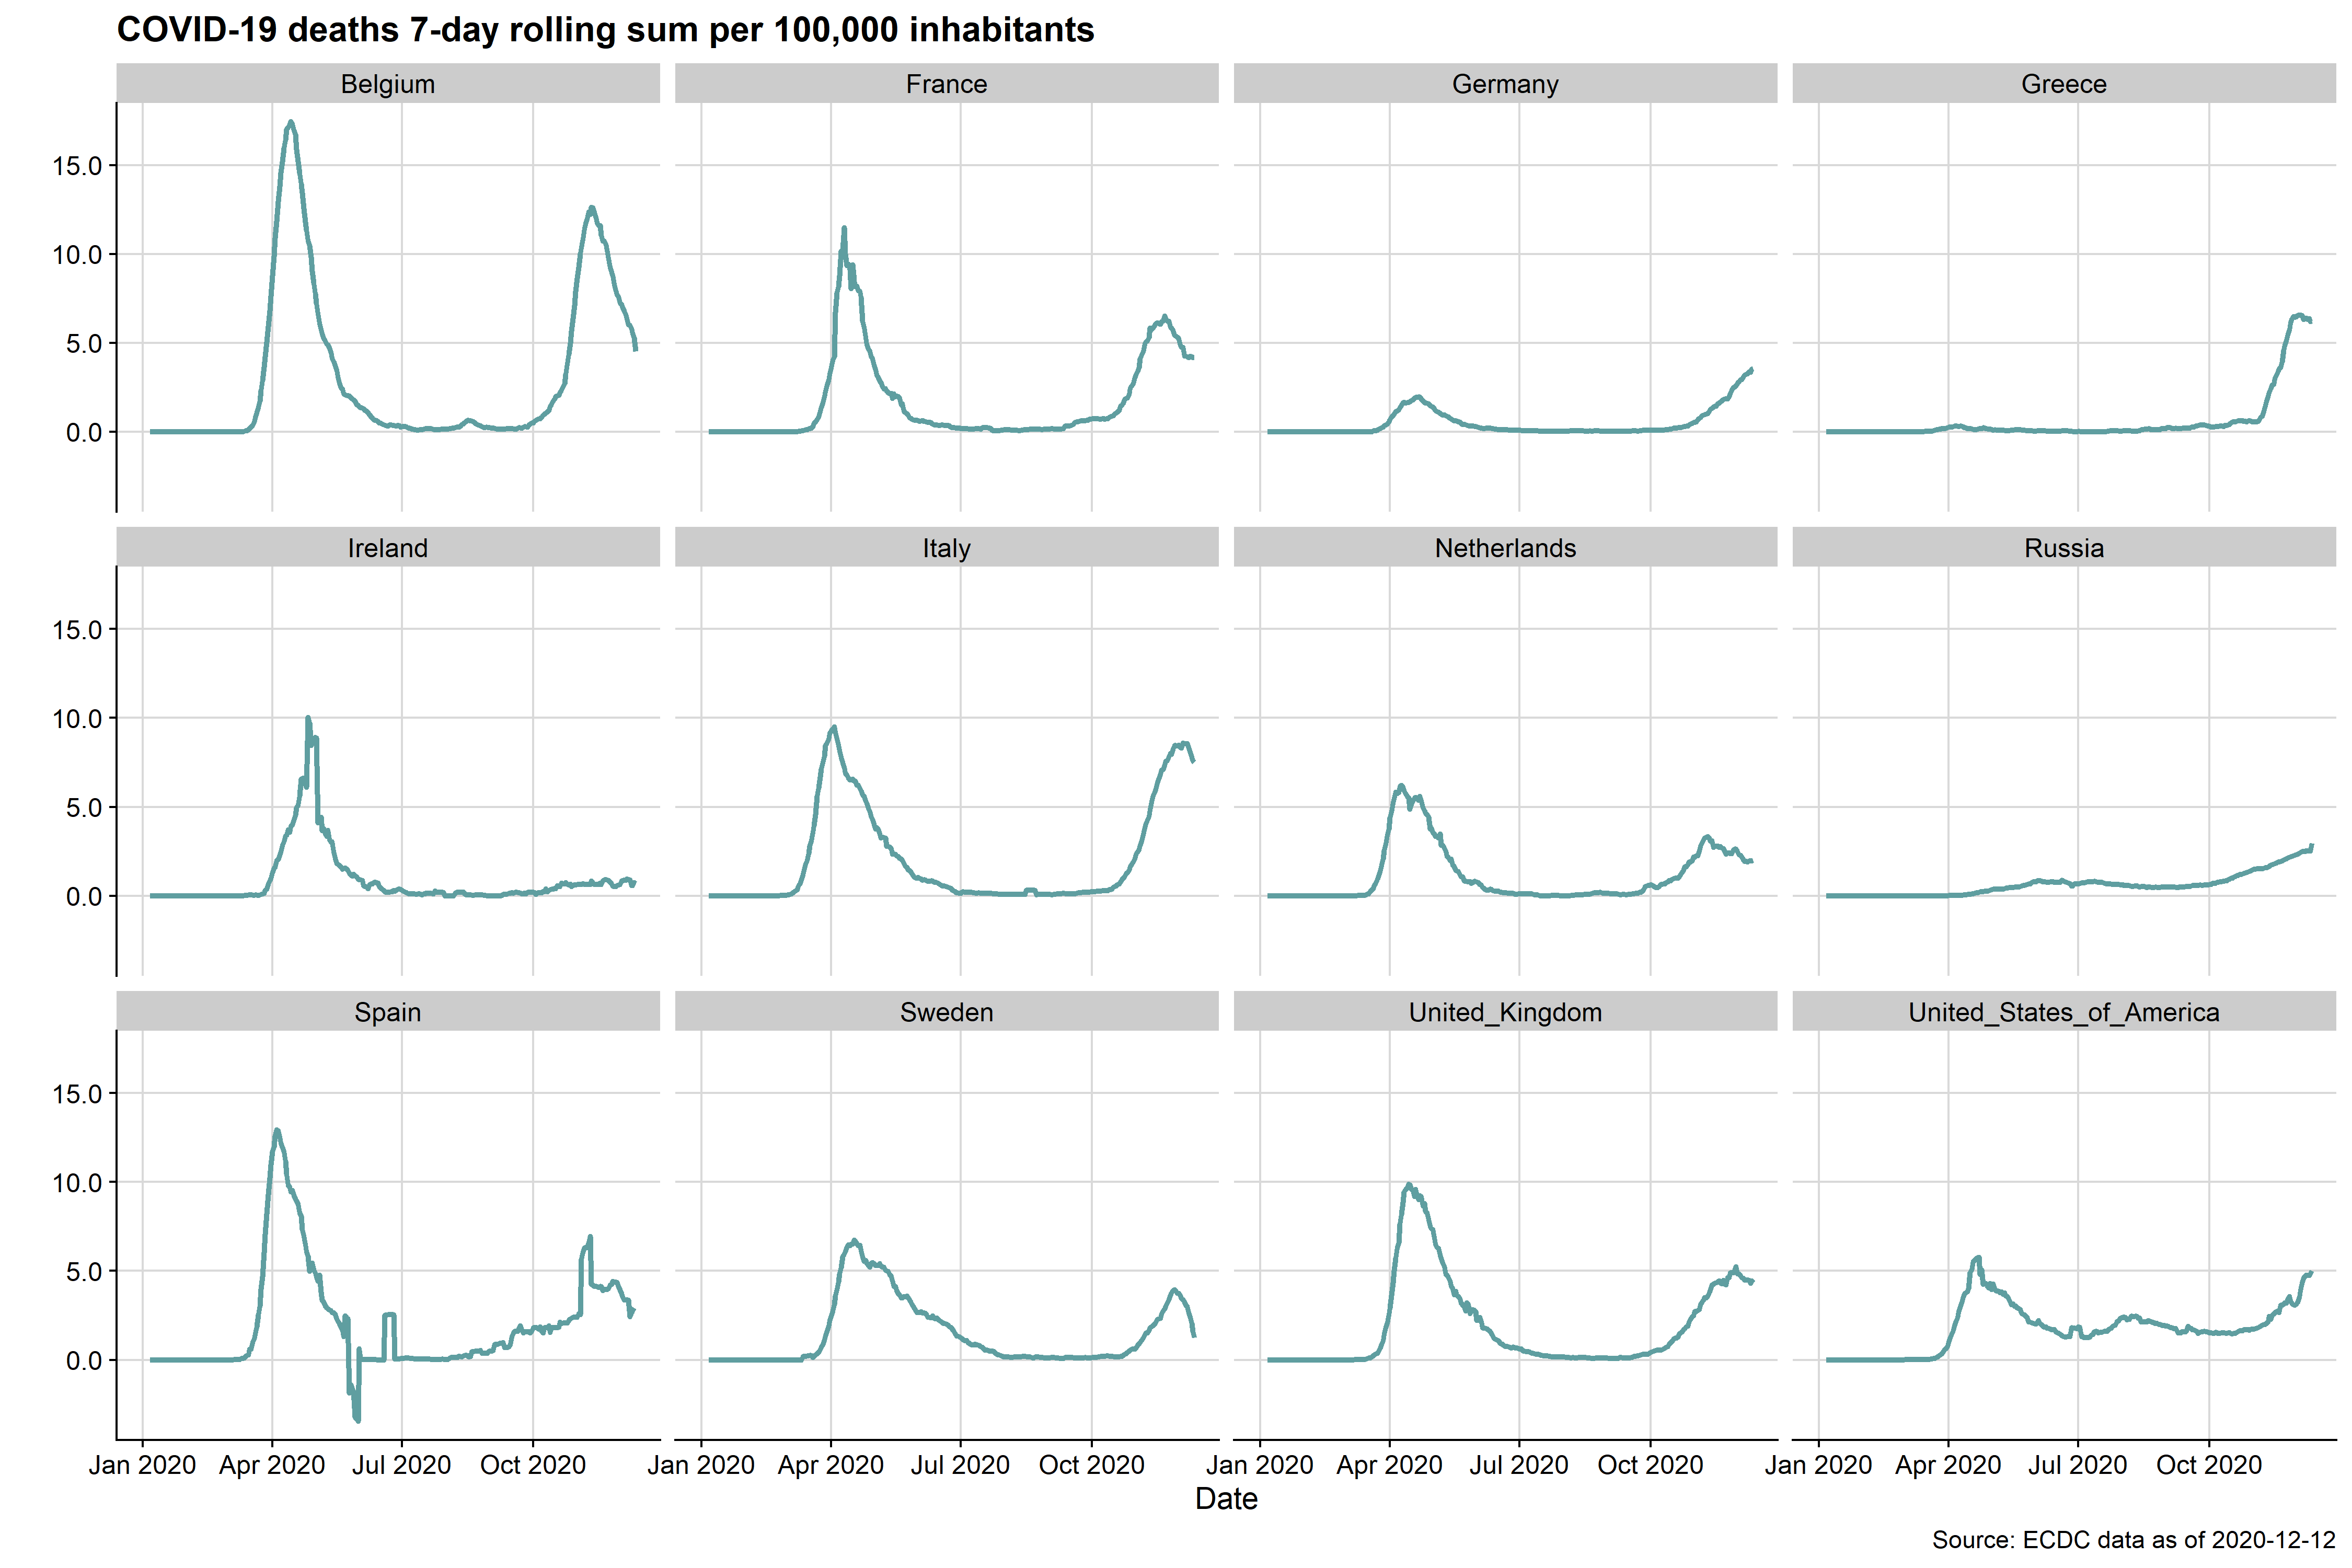 COVID-19 deaths 7-day rolling sum per 100,000 inhabitants
Belgium France Germany Greece
15.0
10.0
5.0
0.0
Ireland Italy Netherlands Russia
15.0
10.0
5.0
0.0
Spain Sweden United_Kingdom United_States_of_America
15.0
10.0
5.0
0.0
Jan 2020 Apr 2020 Jul 2020 Oct 2020 Jan 2020 Apr 2020 Jul 2020 Oct 2020 Jan 2020 Apr 2020 Jul 2020 Oct 2020 Jan 2020 Apr 2020 Jul 2020 Oct 2020
Date
Source: ECDC data as of 2020-12-12